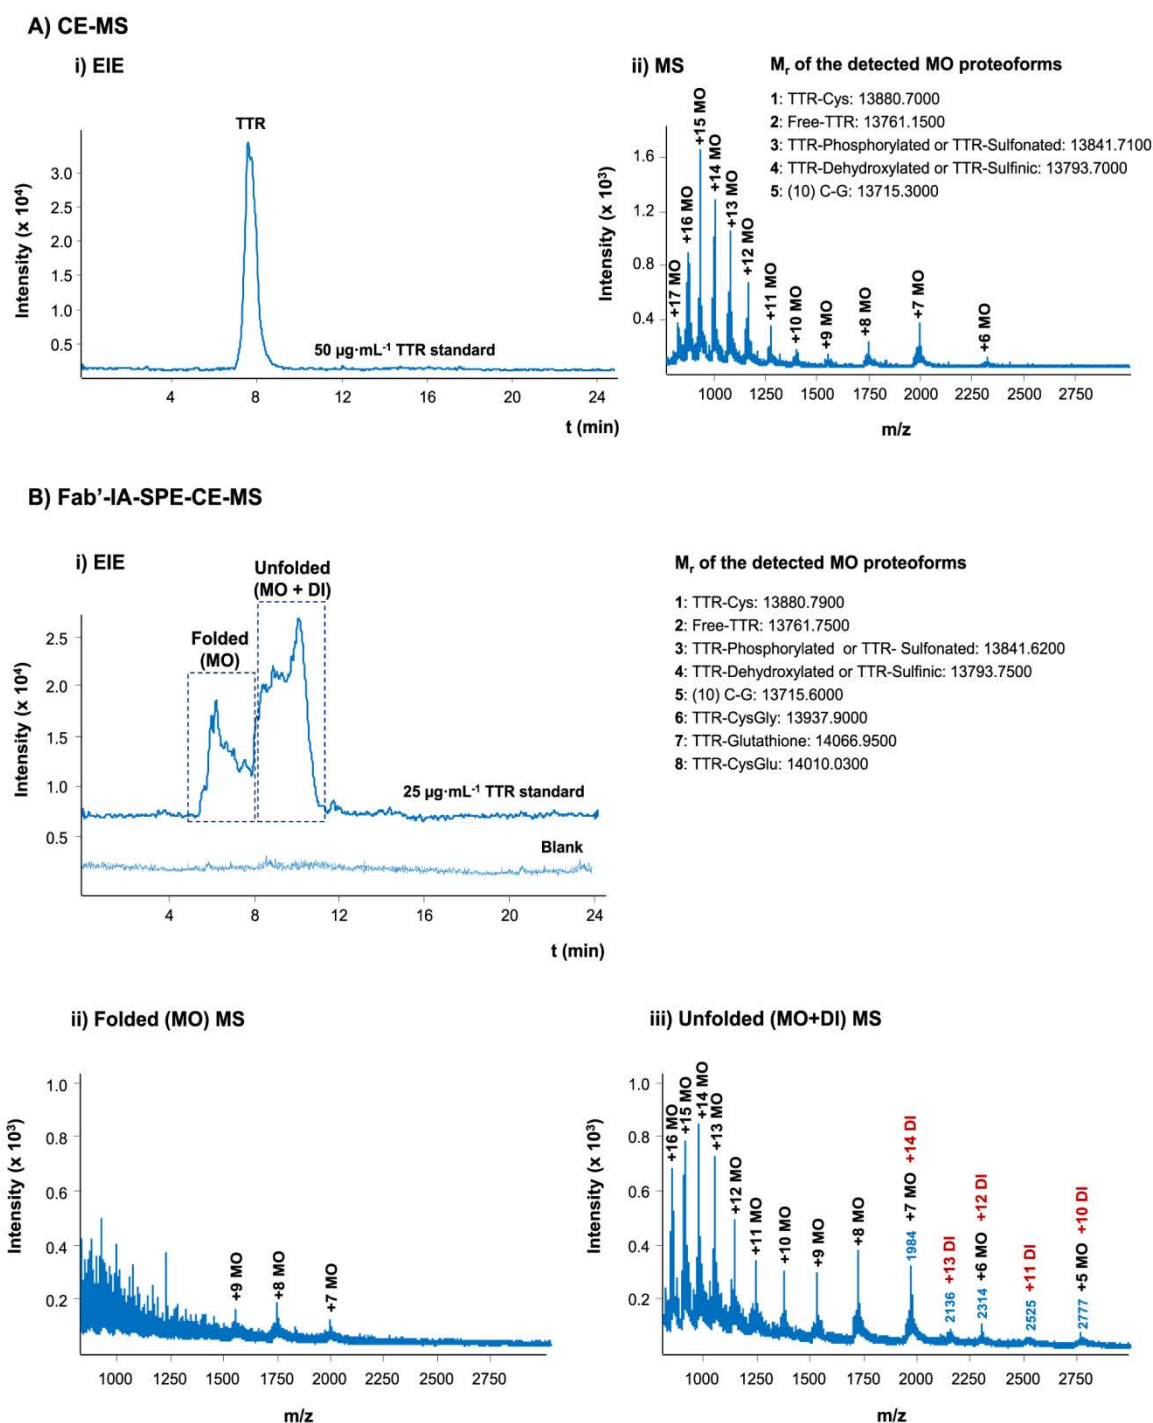 A) CE-MS
i) EIE
TTR
Intensity (x 10⁴)
3.0
2.5
2.0
1.5
1.0
0.5
50 µg·mL⁻¹ TTR standard
4
8
12
16
20
24
t (min)
ii) MS
Mᵣ of the detected MO proteoforms
1: TTR-Cys: 13880.7000
2: Free-TTR: 13761.1500
3: TTR-Phosphorylated or TTR-Sulfonated: 13841.7100
4: TTR-Dehydroxylated or TTR-Sulfinic: 13793.7000
5: (10) C-G: 13715.3000
Intensity (x 10³)
1.6
1.2
0.8
0.4
+17 MO
+16 MO
+15 MO
+14 MO
+13 MO
+12 MO
+11 MO
+10 MO
+9 MO
+8 MO
+7 MO
+6 MO
1000
1250
1500
1750
2000
2250
2500
2750
m/z
B) Fab’-IA-SPE-CE-MS
i) EIE
Folded
(MO)
Unfolded
(MO + DI)
Intensity (x 10⁴)
2.5
2.0
1.5
1.0
0.5
25 µg·mL⁻¹ TTR standard
Blank
4
8
12
16
20
24
t (min)
Mᵣ of the detected MO proteoforms
1: TTR-Cys: 13880.7900
2: Free-TTR: 13761.7500
3: TTR-Phosphorylated or TTR- Sulfonated: 13841.6200
4: TTR-Dehydroxylated or TTR-Sulfinic: 13793.7500
5: (10) C-G: 13715.6000
6: TTR-CysGly: 13937.9000
7: TTR-Glutathione: 14066.9500
8: TTR-CysGlu: 14010.0300
ii) Folded (MO) MS
Intensity (x 10³)
1.0
0.8
0.6
0.4
0.2
+9 MO
+8 MO
+7 MO
1000
1250
1500
1750
2000
2250
2500
2750
m/z
iii) Unfolded (MO+DI) MS
Intensity (x 10³)
1.0
0.8
0.6
0.4
0.2
+16 MO
+15 MO
+14 MO
+13 MO
+12 MO
+11 MO
+10 MO
+9 MO
+8 MO
1984 +7 MO +14 DI
2136 +13 DI
2314 +6 MO +12 DI
2525 +11 DI
2777 +5 MO +10 DI
1000
1250
1500
1750
2000
2250
2500
2750
m/z